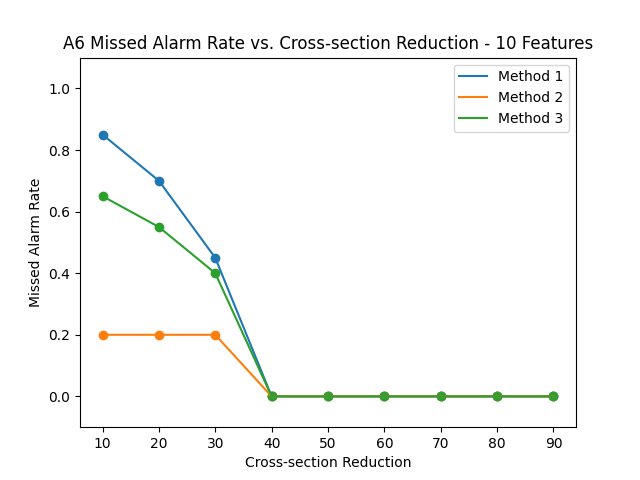 A6 Missed Alarm Rate vs. Cross-section Reduction - 10 Features
Method 1
Method 2
Method 3
Missed Alarm Rate
1.0
0.8
0.6
0.4
0.2
0.0
10 20 30 40 50 60 70 80 90
Cross-section Reduction